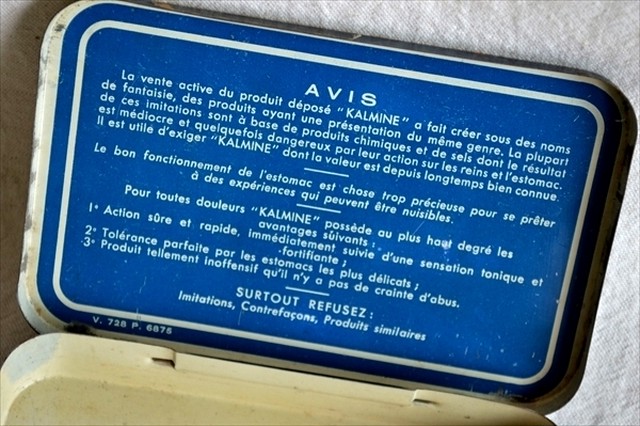 AVIS
La vente active du produit déposé "KALMINE" a fait créer sous des noms
de fantaisie, des produits ayant une présentation du même genre. La plupart
de ces imitations sont à base de produits chimiques et de sels dont le résultat
est médiocre et quelquefois dangereux par leur action sur les reins et l'estomac.
Il est utile d'exiger "KALMINE" dont la valeur est depuis longtemps bien connue.
Le bon fonctionnement de l'estomac est chose trop précieuse pour se prêter
à des expériences qui peuvent être nuisibles.
Pour toutes douleurs "KALMINE" possède au plus haut degré les
avantages suivants :
1° Action sûre et rapide, immédiatement suivie d'une sensation tonique et
fortifiante ;
2° Tolérance parfaite par les estomacs les plus délicats ;
3° Produit tellement inoffensif qu'il n'y a pas de crainte d'abus.
SURTOUT REFUSEZ :
Imitations, Contrefaçons, Produits similaires
V. 728 P. 6875